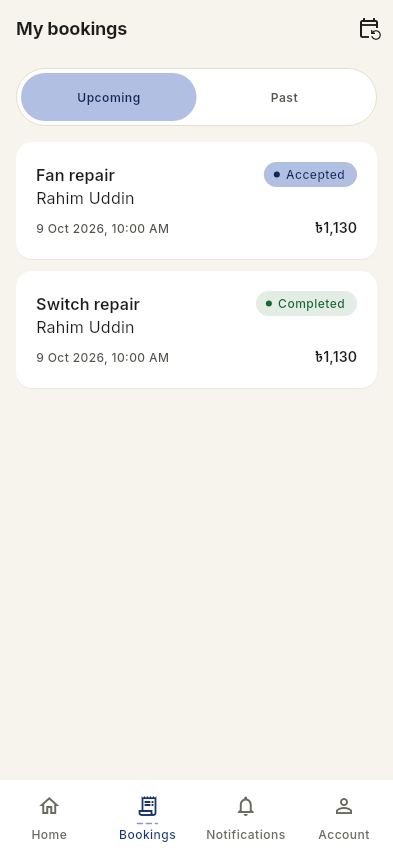 My bookings
Upcoming
Past
Fan repair
Accepted
Rahim Uddin
9 Oct 2026, 10:00 AM
৳1,130
Switch repair
Completed
Rahim Uddin
9 Oct 2026, 10:00 AM
৳1,130
Home
Bookings
Notifications
Account